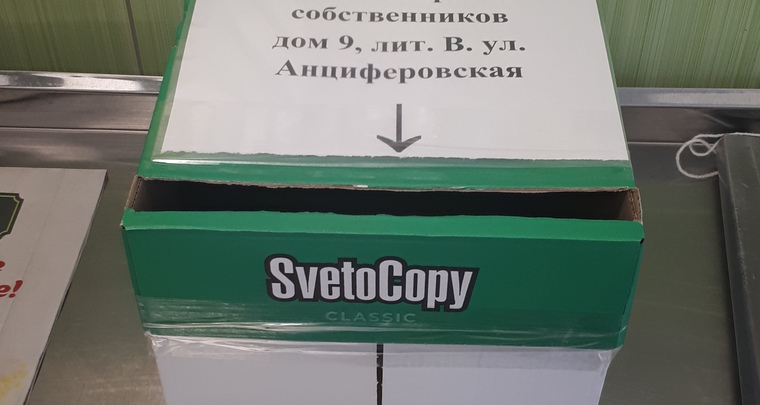 собственников
дом 9, лит. В. ул.
Анциферовская
SvetoCopy
CLASSIC
e!